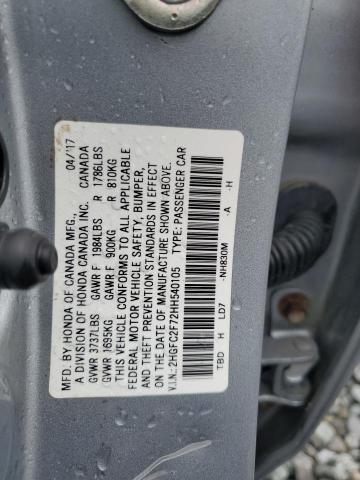 MFD. BY HONDA OF CANADA MFG., 04/17
A DIVISION OF HONDA CANADA INC. CANADA
GVWR 3737LBS GAWR F 1984LBS R 1786LBS
GVWR 1695KG GAWR F 900KG R 810KG
THIS VEHICLE CONFORMS TO ALL APPLICABLE
FEDERAL MOTOR VEHICLE SAFETY, BUMPER,
AND THEFT PREVENTION STANDARDS IN EFFECT
ON THE DATE OF MANUFACTURE SHOWN ABOVE.
V.I.N.: 2HGFC2F72HH540105 TYPE: PASSENGER CAR
TBD H LD7 -NH830M -A -H